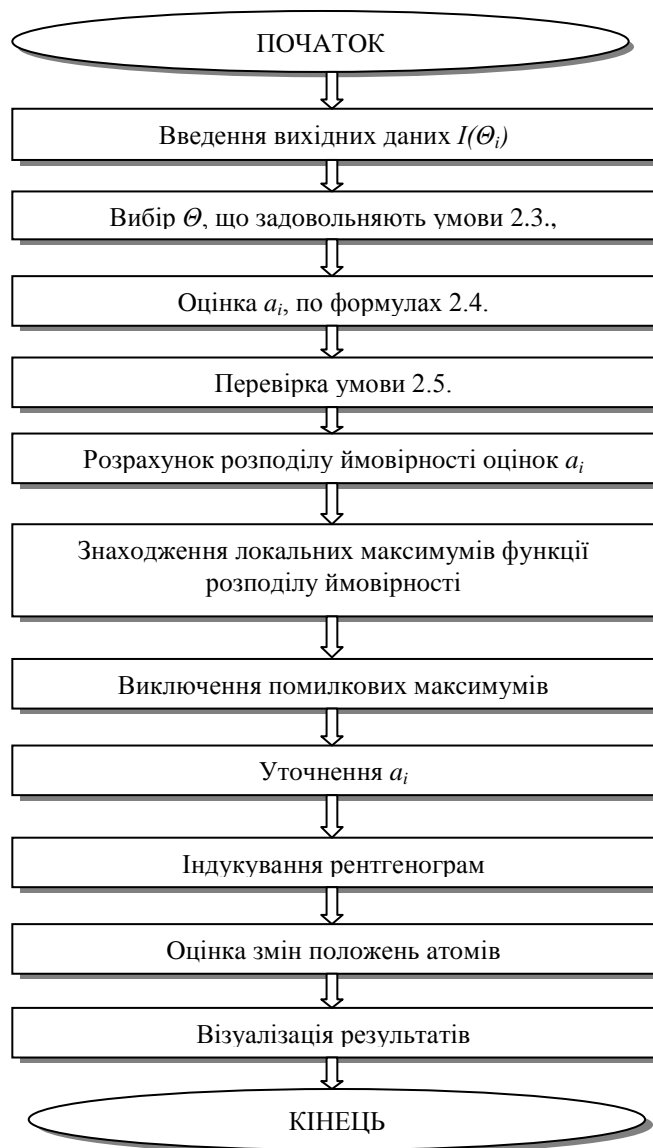 ПОЧАТОК
Введення вихідних даних I(Θi)
Вибір Θ, що задовольняють умови 2.3.,
Оцінка ai, по формулах 2.4.
Перевірка умови 2.5.
Розрахунок розподілу ймовірності оцінок ai
Знаходження локальних максимумів функції
розподілу ймовірності
Виключення помилкових максимумів
Уточнення ai
Індукування рентгенограм
Оцінка змін положень атомів
Візуалізація результатів
КІНЕЦЬ